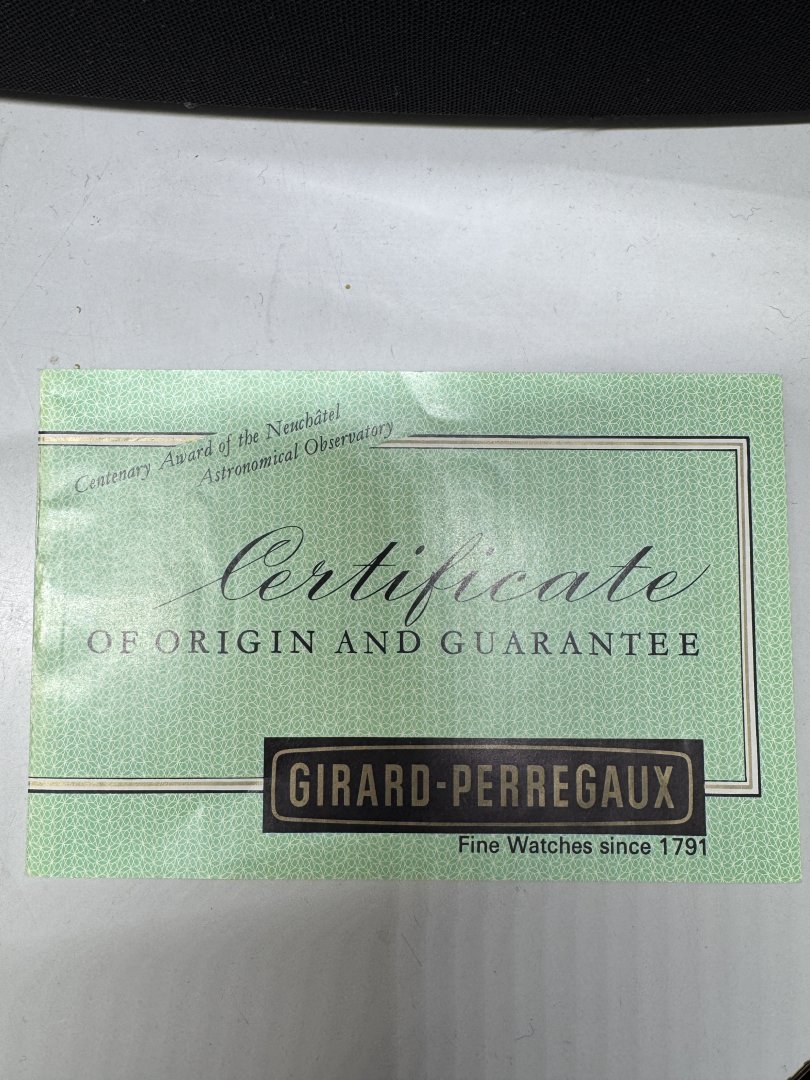 Centenary Award of the Neuchâtel
Astronomical Observatory
Certificate
OF ORIGIN AND GUARANTEE
GIRARD-PERREGAUX
Fine Watches since 1791